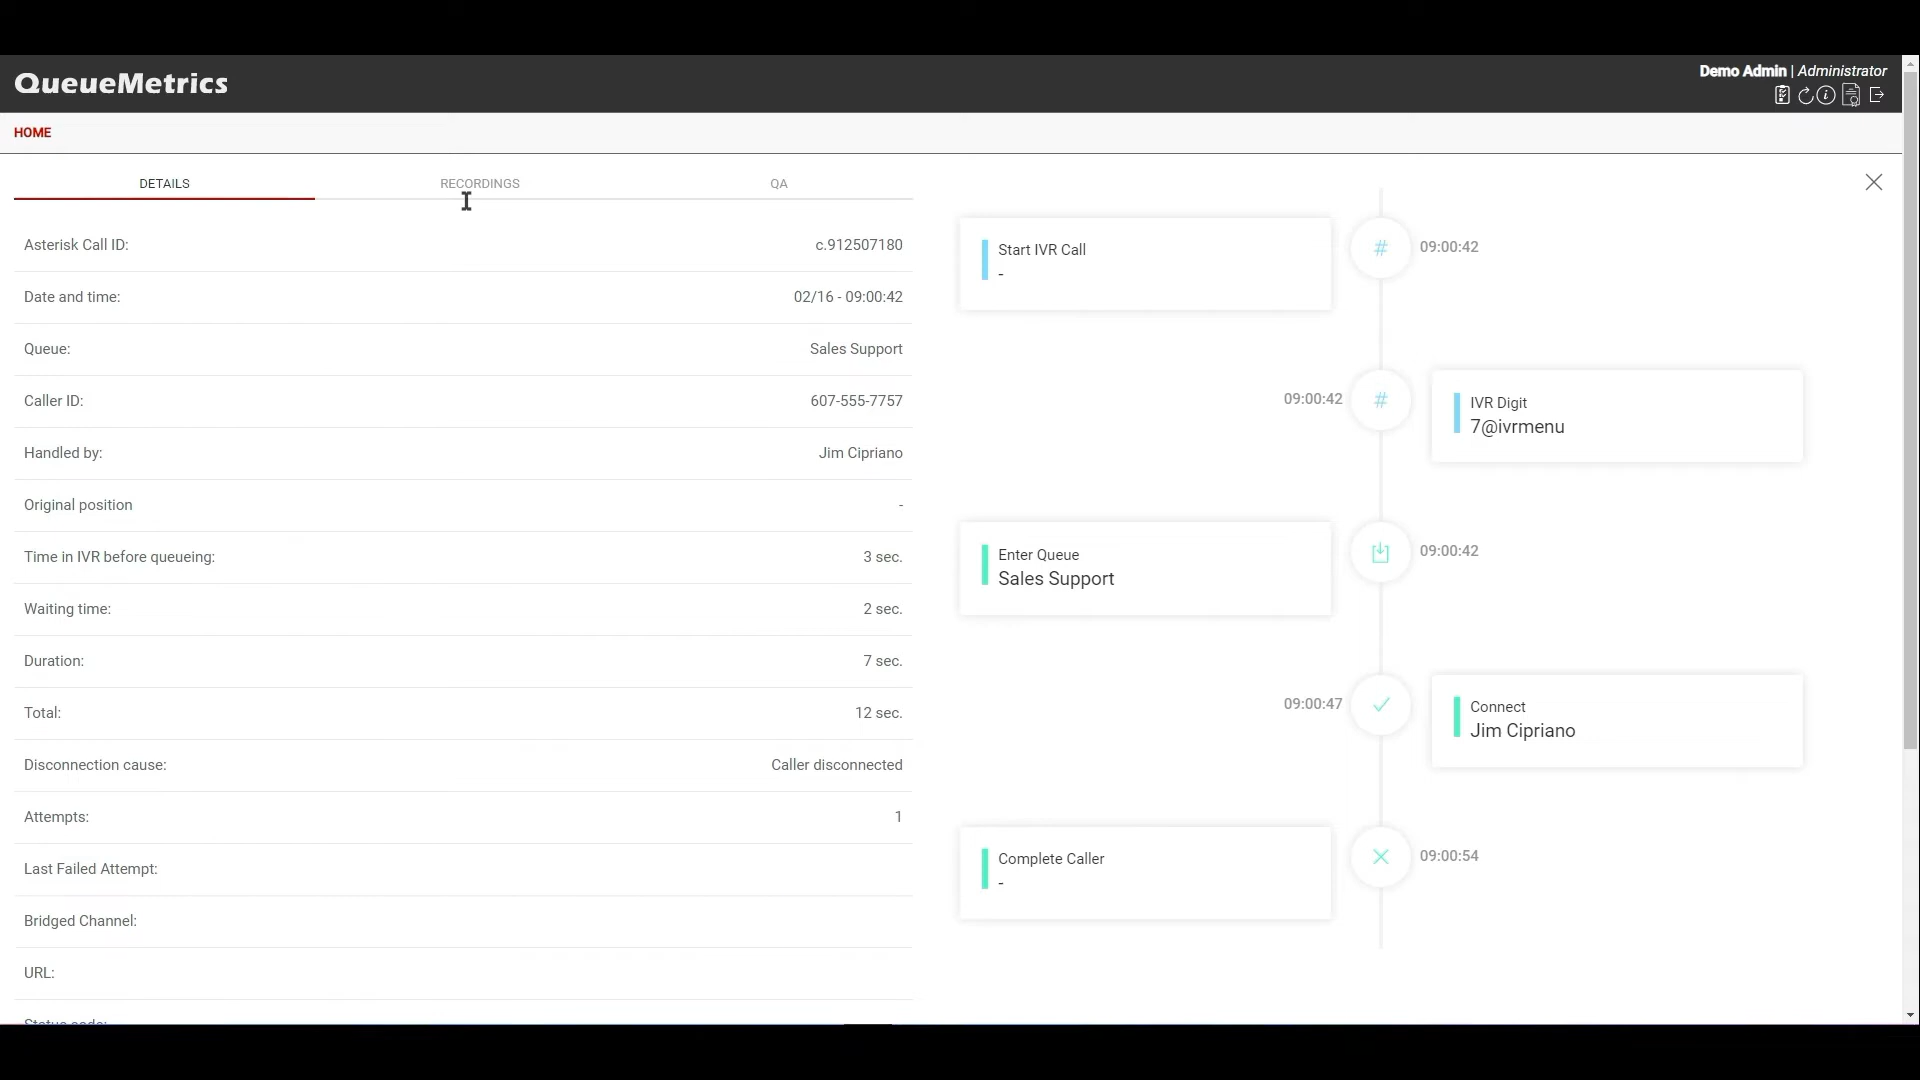 QueueMetrics
Demo Admin | Administrator
HOME
DETAILS
RECORDINGS
QA
Asterisk Call ID: c.912507180
Date and time: 02/16 - 09:00:42
Queue: Sales Support
Caller ID: 607-555-7757
Handled by: Jim Cipriano
Original position -
Time in IVR before queueing: 3 sec.
Waiting time: 2 sec.
Duration: 7 sec.
Total: 12 sec.
Disconnection cause: Caller disconnected
Attempts: 1
Last Failed Attempt:
Bridged Channel:
URL:
Status code:
Start IVR Call
-
# 09:00:42
09:00:42 #
IVR Digit
7@ivrmenu
Enter Queue
Sales Support
09:00:42
09:00:47
Connect
Jim Cipriano
Complete Caller
-
09:00:54